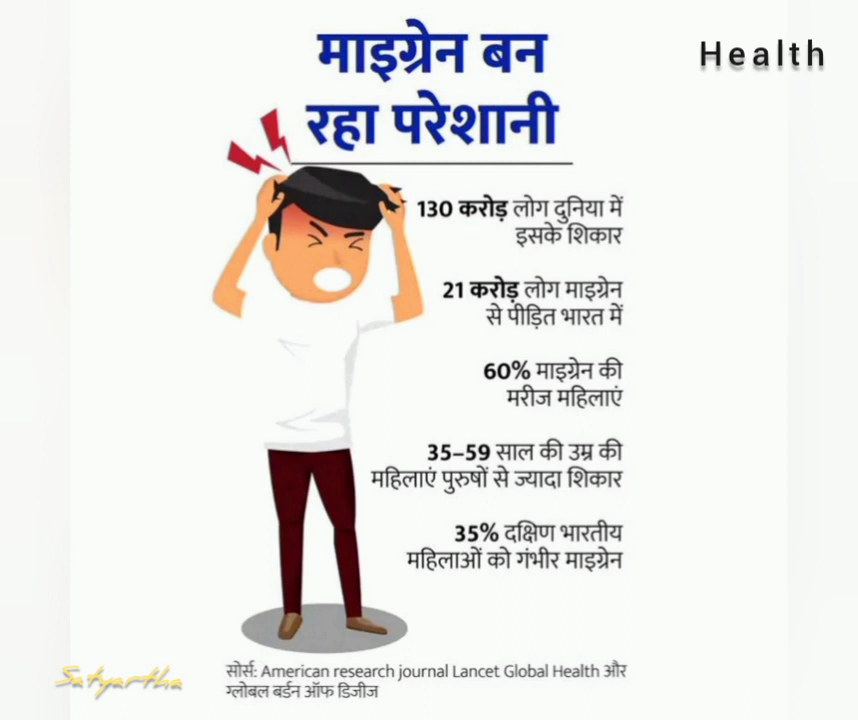 माइग्रेन बन
रहा परेशानी
Health
130 करोड़ लोग दुनिया में
इसके शिकार
21 करोड़ लोग माइग्रेन
से पीड़ित भारत में
60% माइग्रेन की
मरीज महिलाएं
35–59 साल की उम्र की
महिलाएं पुरुषों से ज्यादा शिकार
35% दक्षिण भारतीय
महिलाओं को गंभीर माइग्रेन
सोर्स: American research journal Lancet Global Health और
ग्लोबल बर्डन ऑफ डिजीज
Satyartha